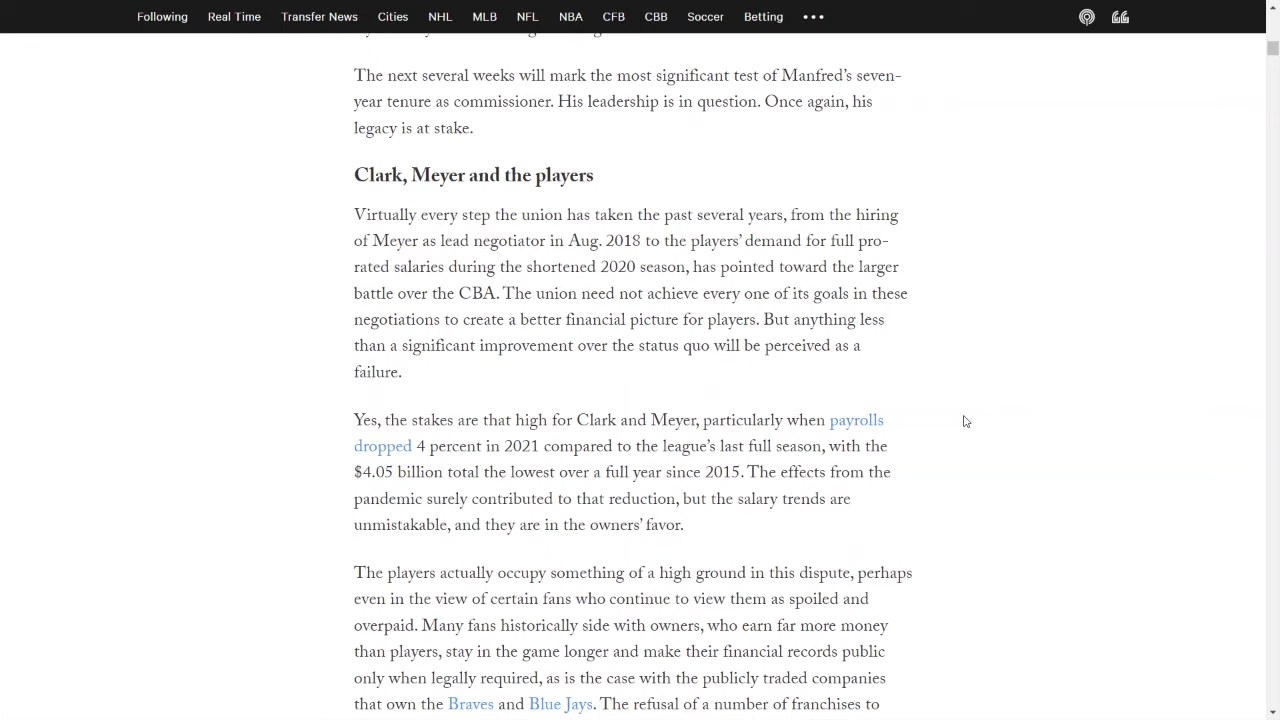 Following Real Time Transfer News Cities NHL MLB NFL NBA CFB CBB Soccer Betting •••
The next several weeks will mark the most significant test of Manfred’s seven-
year tenure as commissioner. His leadership is in question. Once again, his
legacy is at stake.
Clark, Meyer and the players
Virtually every step the union has taken the past several years, from the hiring
of Meyer as lead negotiator in Aug. 2018 to the players’ demand for full pro-
rated salaries during the shortened 2020 season, has pointed toward the larger
battle over the CBA. The union need not achieve every one of its goals in these
negotiations to create a better financial picture for players. But anything less
than a significant improvement over the status quo will be perceived as a
failure.
Yes, the stakes are that high for Clark and Meyer, particularly when payrolls
dropped 4 percent in 2021 compared to the league’s last full season, with the
$4.05 billion total the lowest over a full year since 2015. The effects from the
pandemic surely contributed to that reduction, but the salary trends are
unmistakable, and they are in the owners’ favor.
The players actually occupy something of a high ground in this dispute, perhaps
even in the view of certain fans who continue to view them as spoiled and
overpaid. Many fans historically side with owners, who earn far more money
than players, stay in the game longer and make their financial records public
only when legally required, as is the case with the publicly traded companies
that own the Braves and Blue Jays. The refusal of a number of franchises to